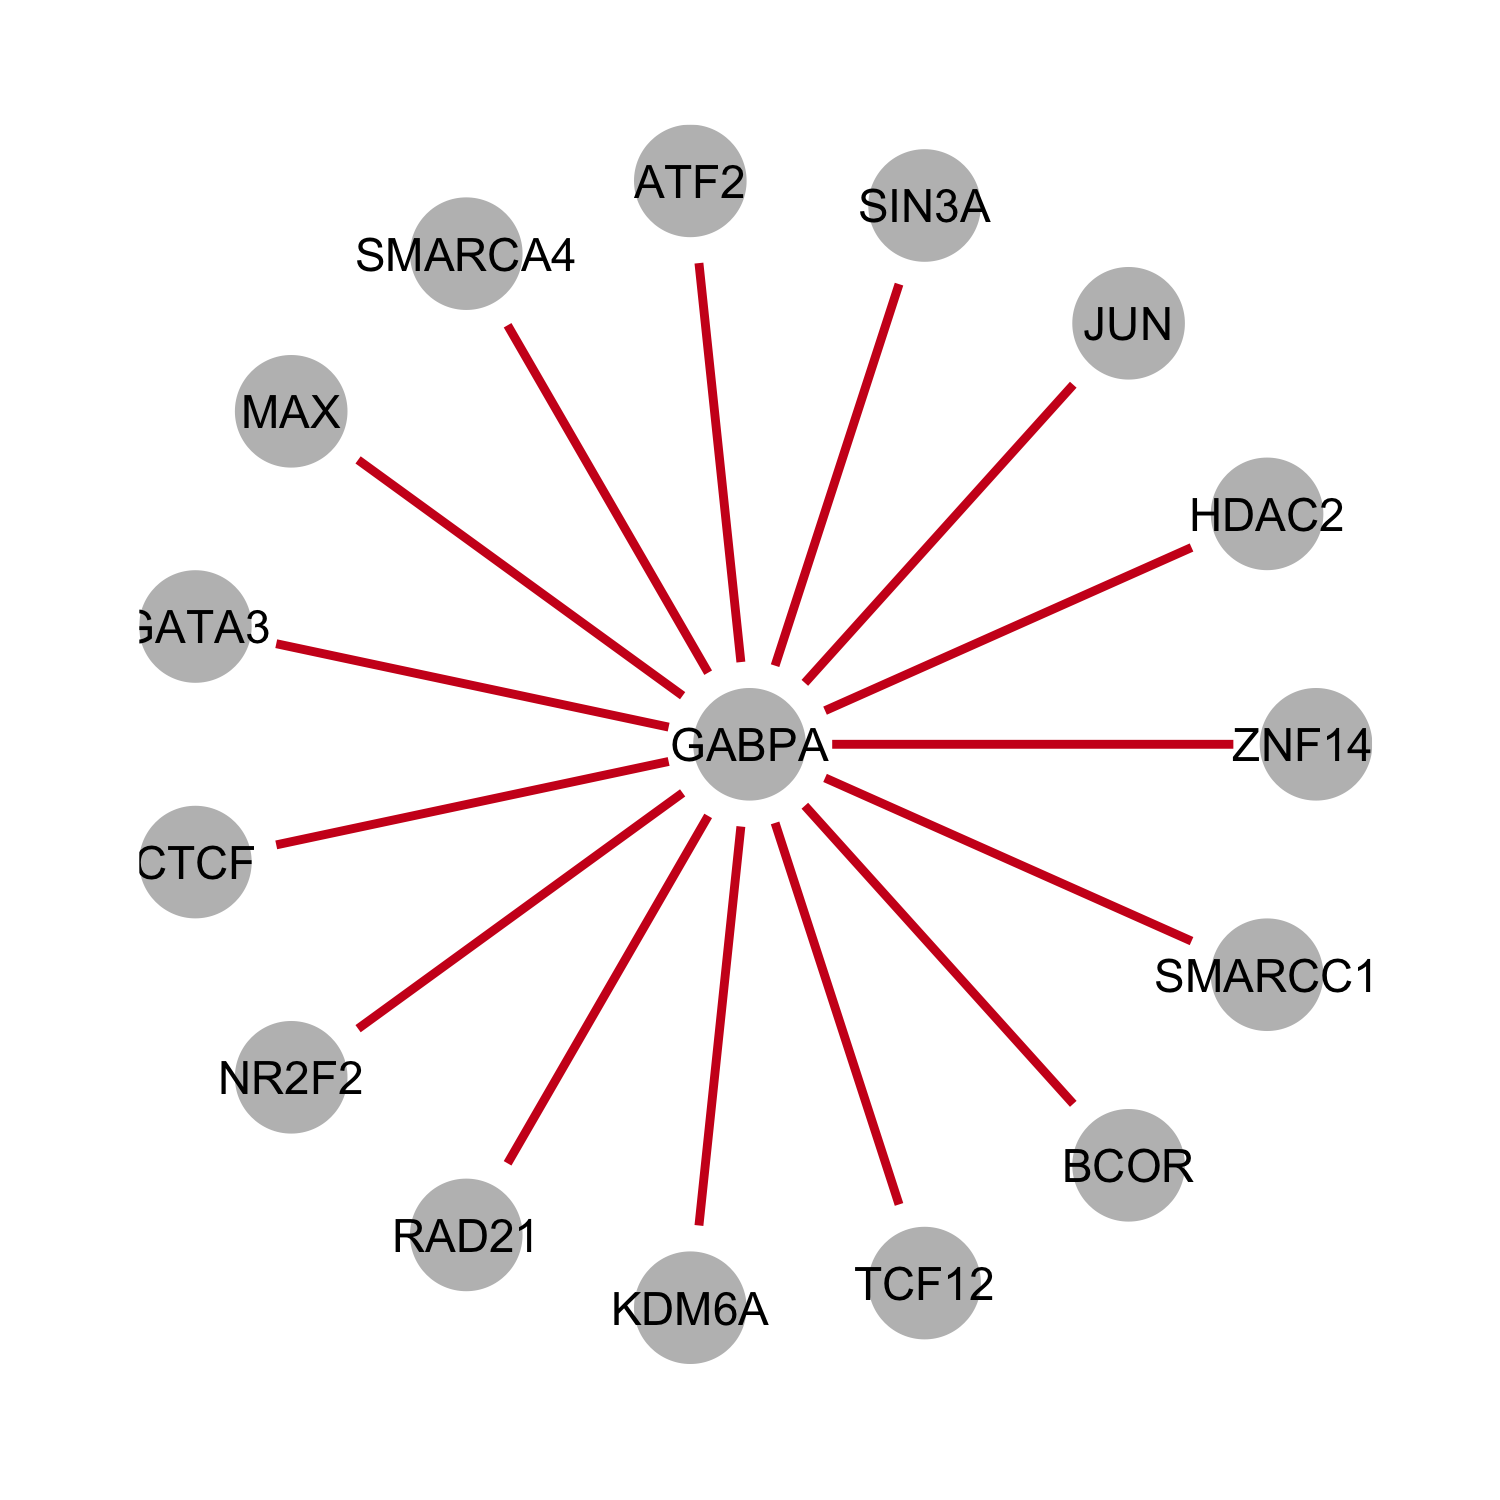 ATF2
SIN3A
SMARCA4
JUN
MAX
HDAC2
GATA3
GABPA
ZNF14
CTCF
SMARCC1
NR2F2
BCOR
RAD21
TCF12
KDM6A